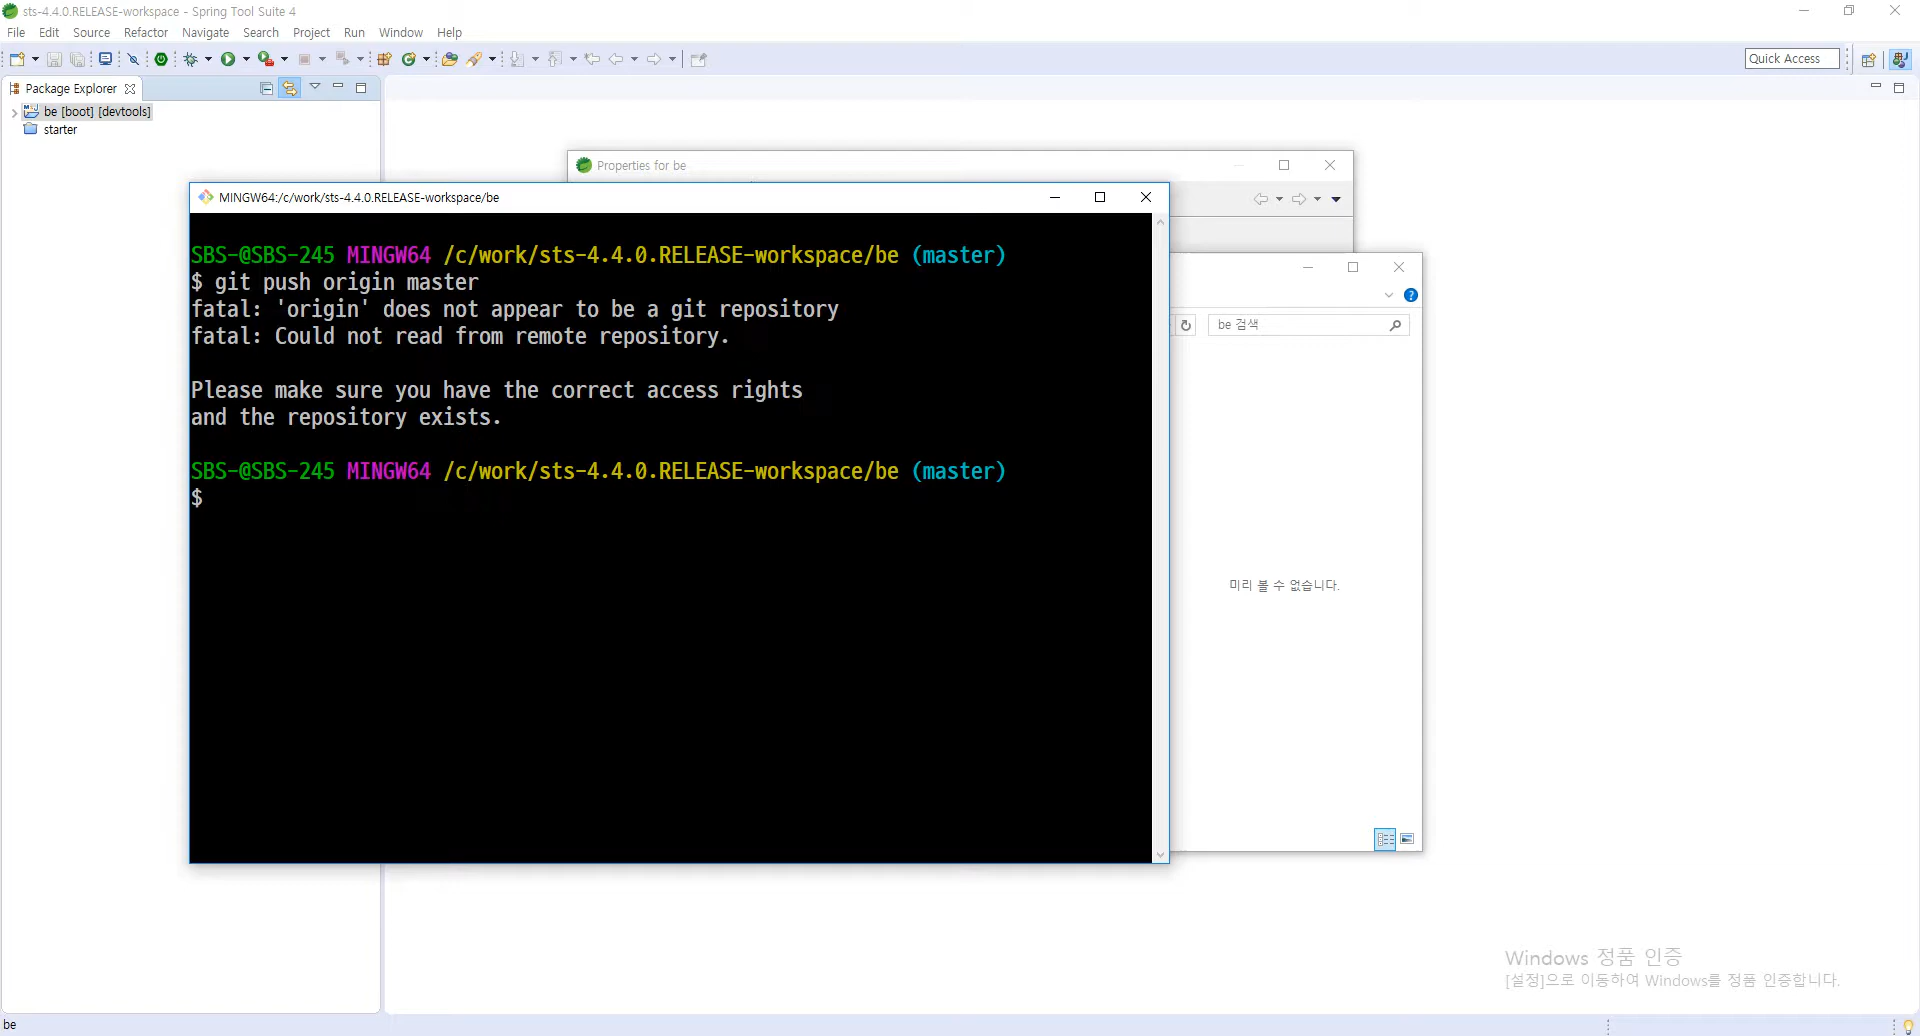 sts-4.4.0.RELEASE-workspace - Spring Tool Suite 4
File Edit Source Refactor Navigate Search Project Run Window Help
Quick Access
Package Explorer
be [boot] [devtools]
starter
Properties for be
MINGW64:/c/work/sts-4.4.0.RELEASE-workspace/be
SBS-@SBS-245 MINGW64 /c/work/sts-4.4.0.RELEASE-workspace/be (master)
$ git push origin master
fatal: 'origin' does not appear to be a git repository
fatal: Could not read from remote repository.
Please make sure you have the correct access rights
and the repository exists.
SBS-@SBS-245 MINGW64 /c/work/sts-4.4.0.RELEASE-workspace/be (master)
$
be 검색
미리 볼 수 없습니다.
Windows 정품 인증
[설정]으로 이동하여 Windows를 정품 인증합니다.
be